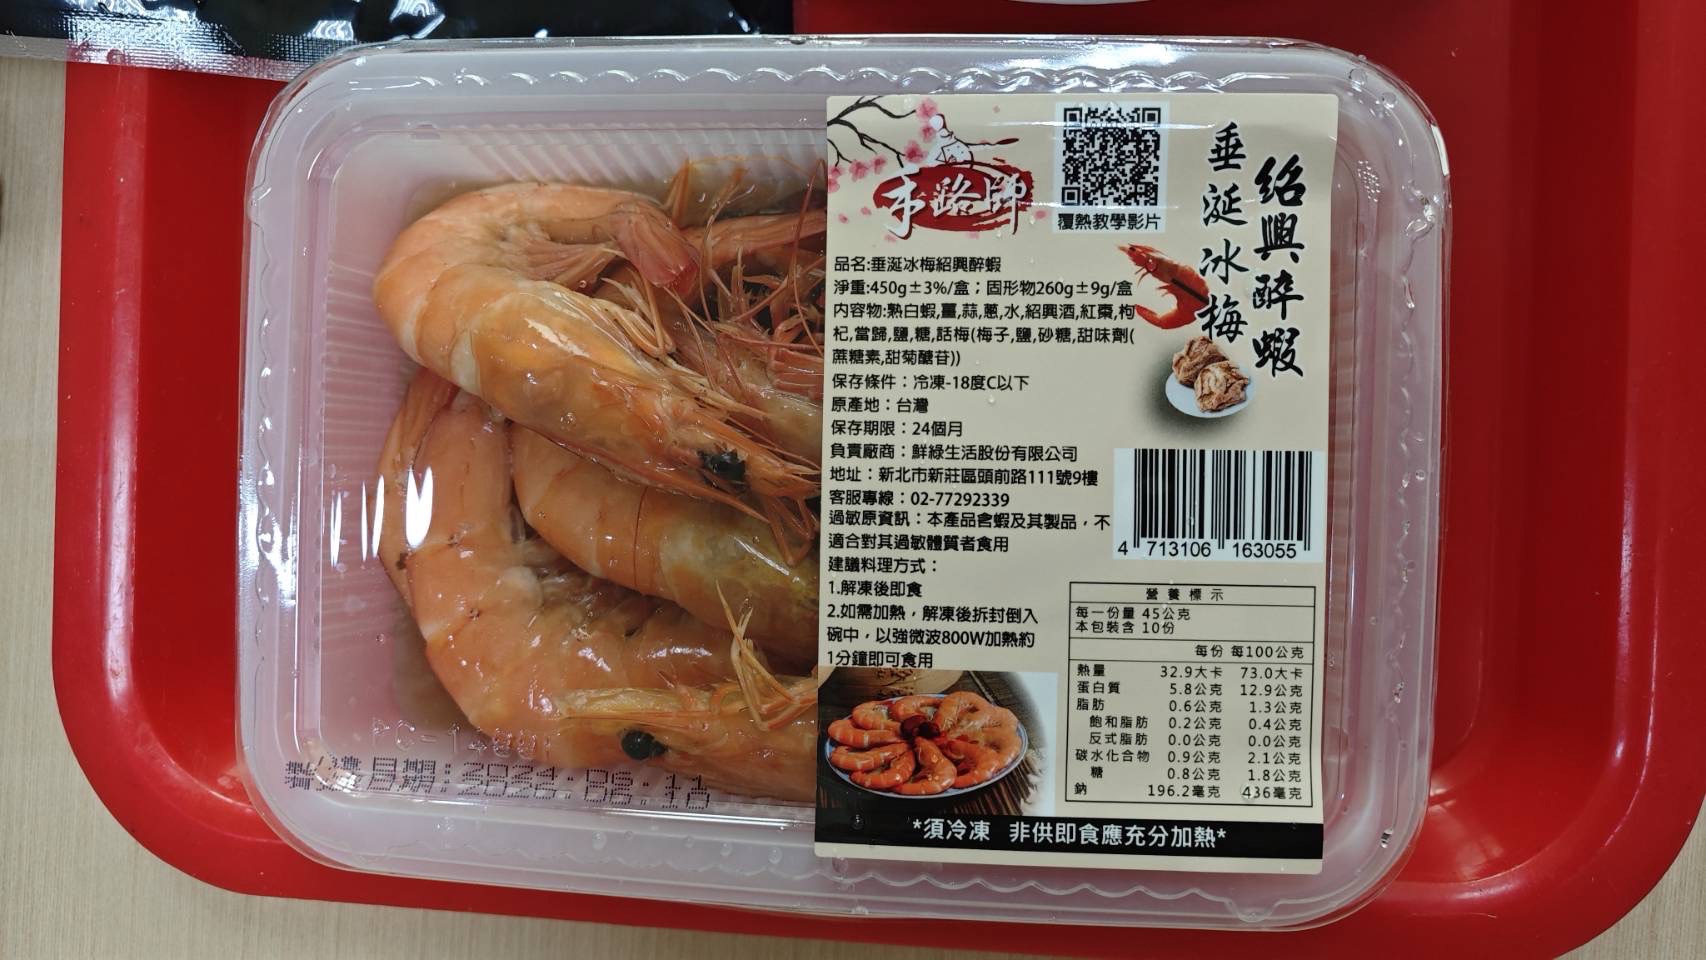 覆熱教學影片
垂涎冰梅
紹興醉蝦
品名:垂涎冰梅紹興醉蝦
淨重:450g±3%/盒；固形物260g±9g/盒
內容物:熟白蝦,薑,蒜,蔥,水,紹興酒,紅棗,枸
杞,當歸,鹽,糖,話梅(梅子,鹽,砂糖,甜味劑(
蔗糖素,甜菊醣苷))
保存條件：冷凍-18度C以下
原產地：台灣
保存期限：24個月
負責廠商：鮮綠生活股份有限公司
地址：新北市新莊區頭前路111號9樓
客服專線：02-77292339
過敏原資訊：本產品含蝦及其製品，不
適合對其過敏體質者食用
建議料理方式：
1.解凍後即食
2.如需加熱，解凍後拆封倒入
碗中，以強微波800W加熱約
1分鐘即可食用
4 713106 163055
營養標示
每一份量 45公克
本包裝含 10份
每份 每100公克
熱量 32.9大卡 73.0大卡
蛋白質 5.8公克 12.9公克
脂肪 0.6公克 1.3公克
飽和脂肪 0.2公克 0.4公克
反式脂肪 0.0公克 0.0公克
碳水化合物 0.9公克 2.1公克
糖 0.8公克 1.8公克
鈉 196.2毫克 436毫克
*須冷凍 非供即食應充分加熱*